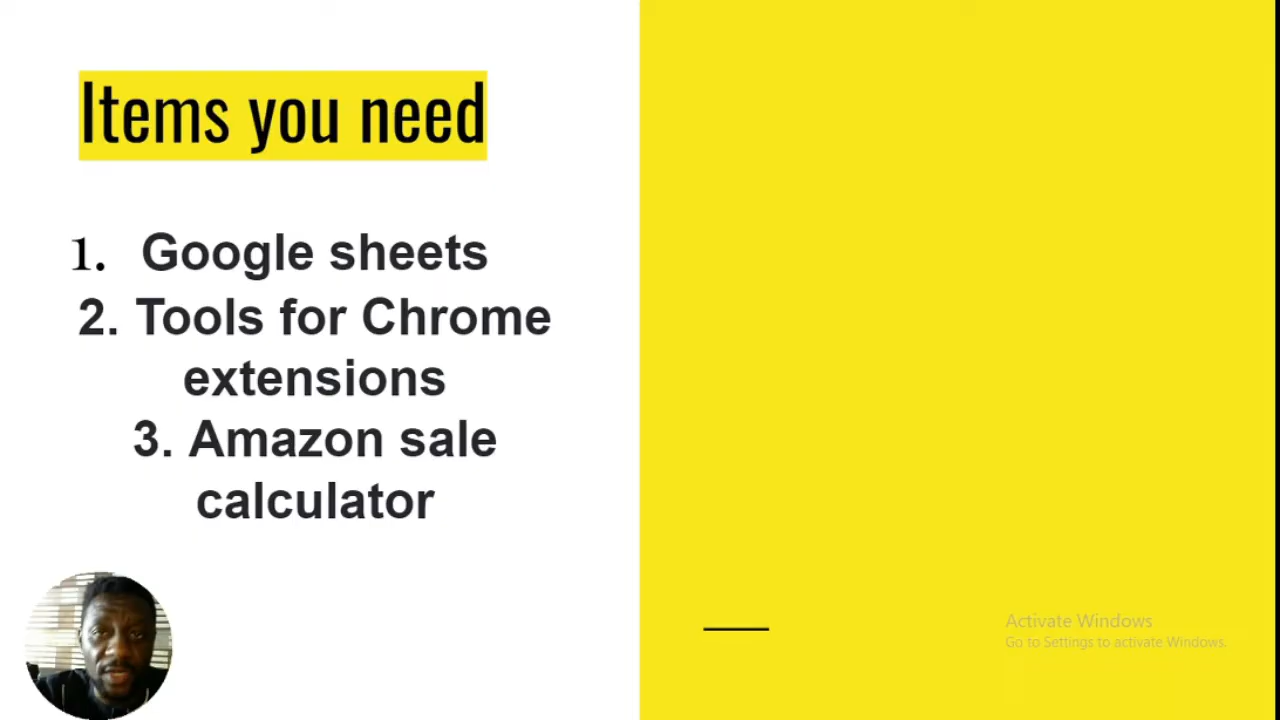 Items you need
1. Google sheets
2. Tools for Chrome
extensions
3. Amazon sale
calculator
Activate Windows
Go to Settings to activate Windows.